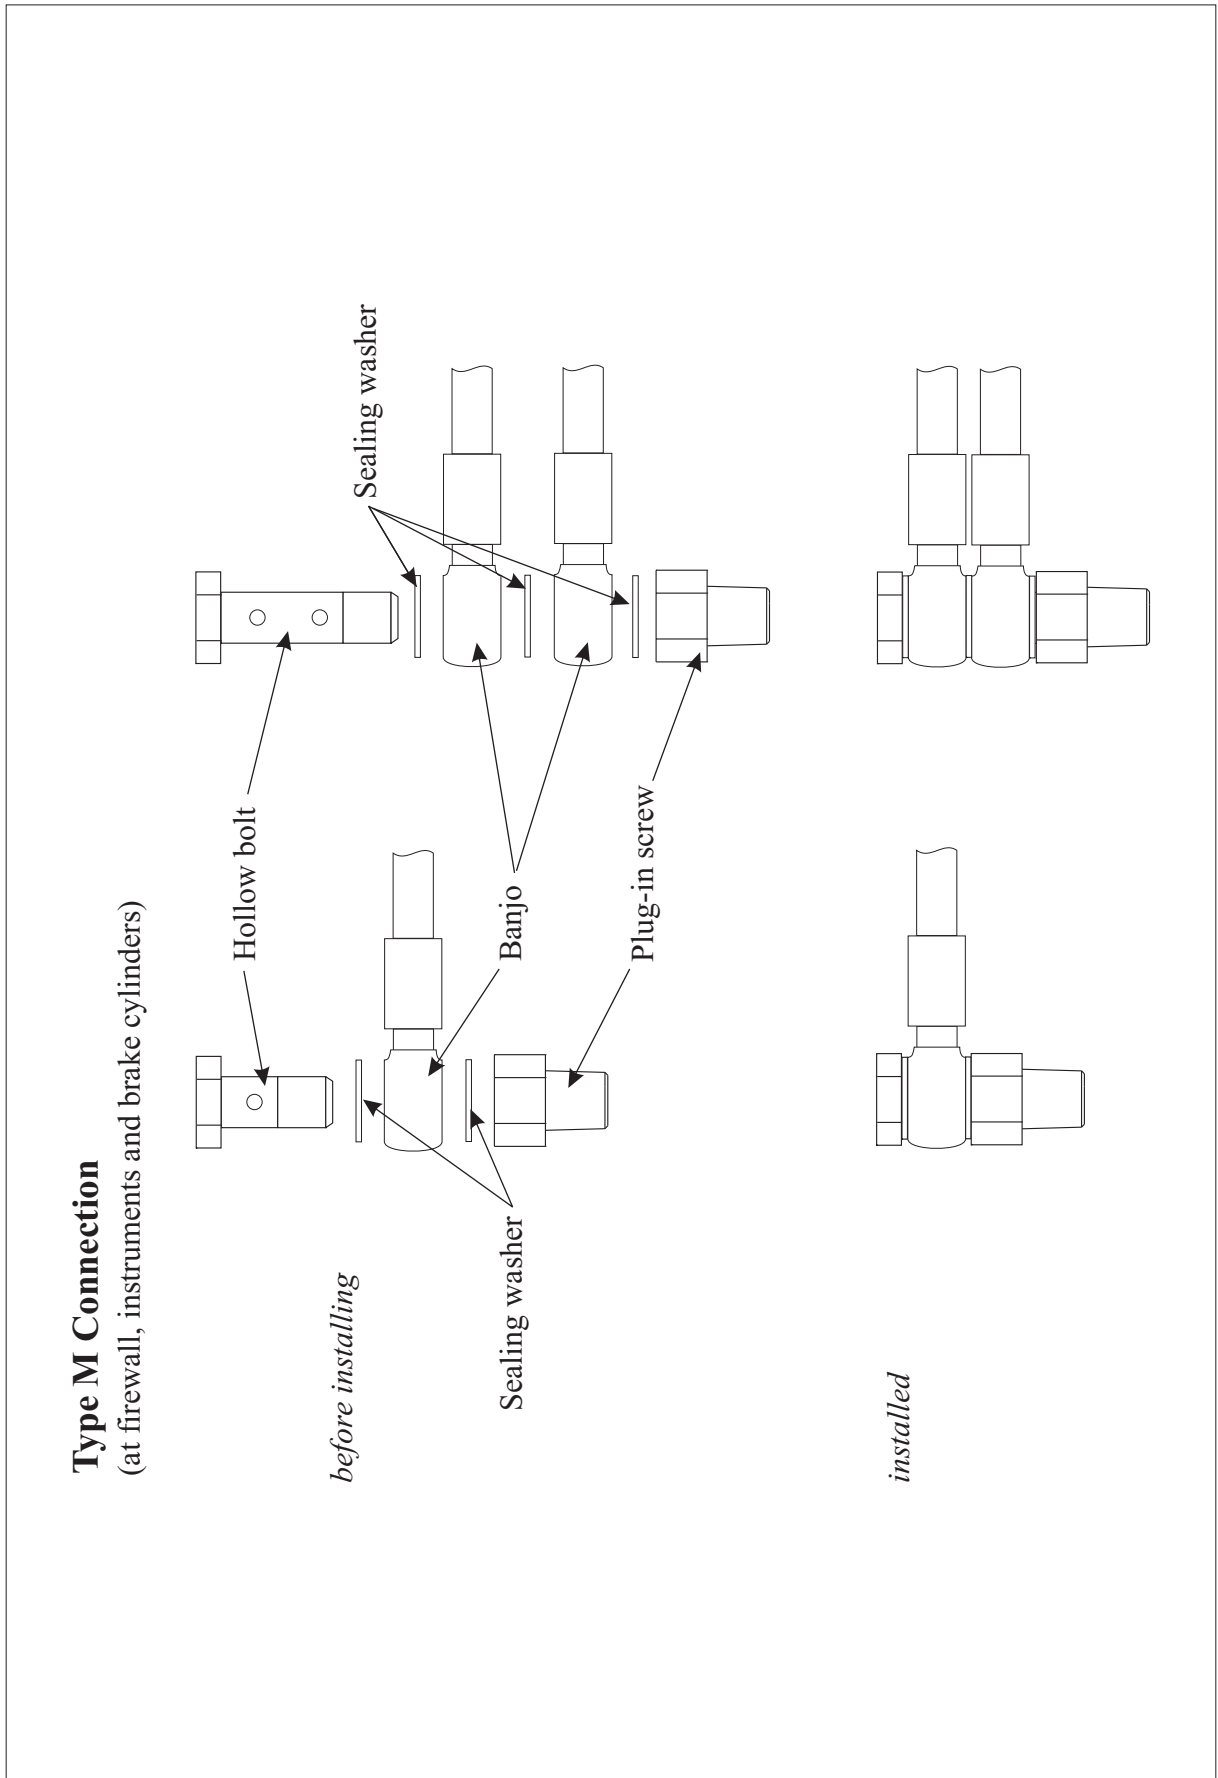 Type M Connection
(at firewall, instruments and brake cylinders)
Hollow bolt
before installing
Sealing washer
Sealing washer
Banjo
Plug-in screw
installed